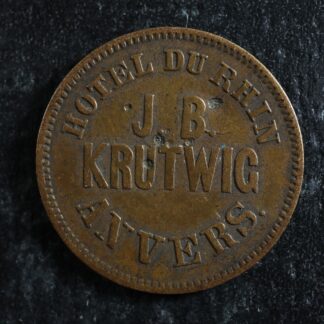 HOTEL DU RHIN
J. B.
KRUTWIG
ANVERS.